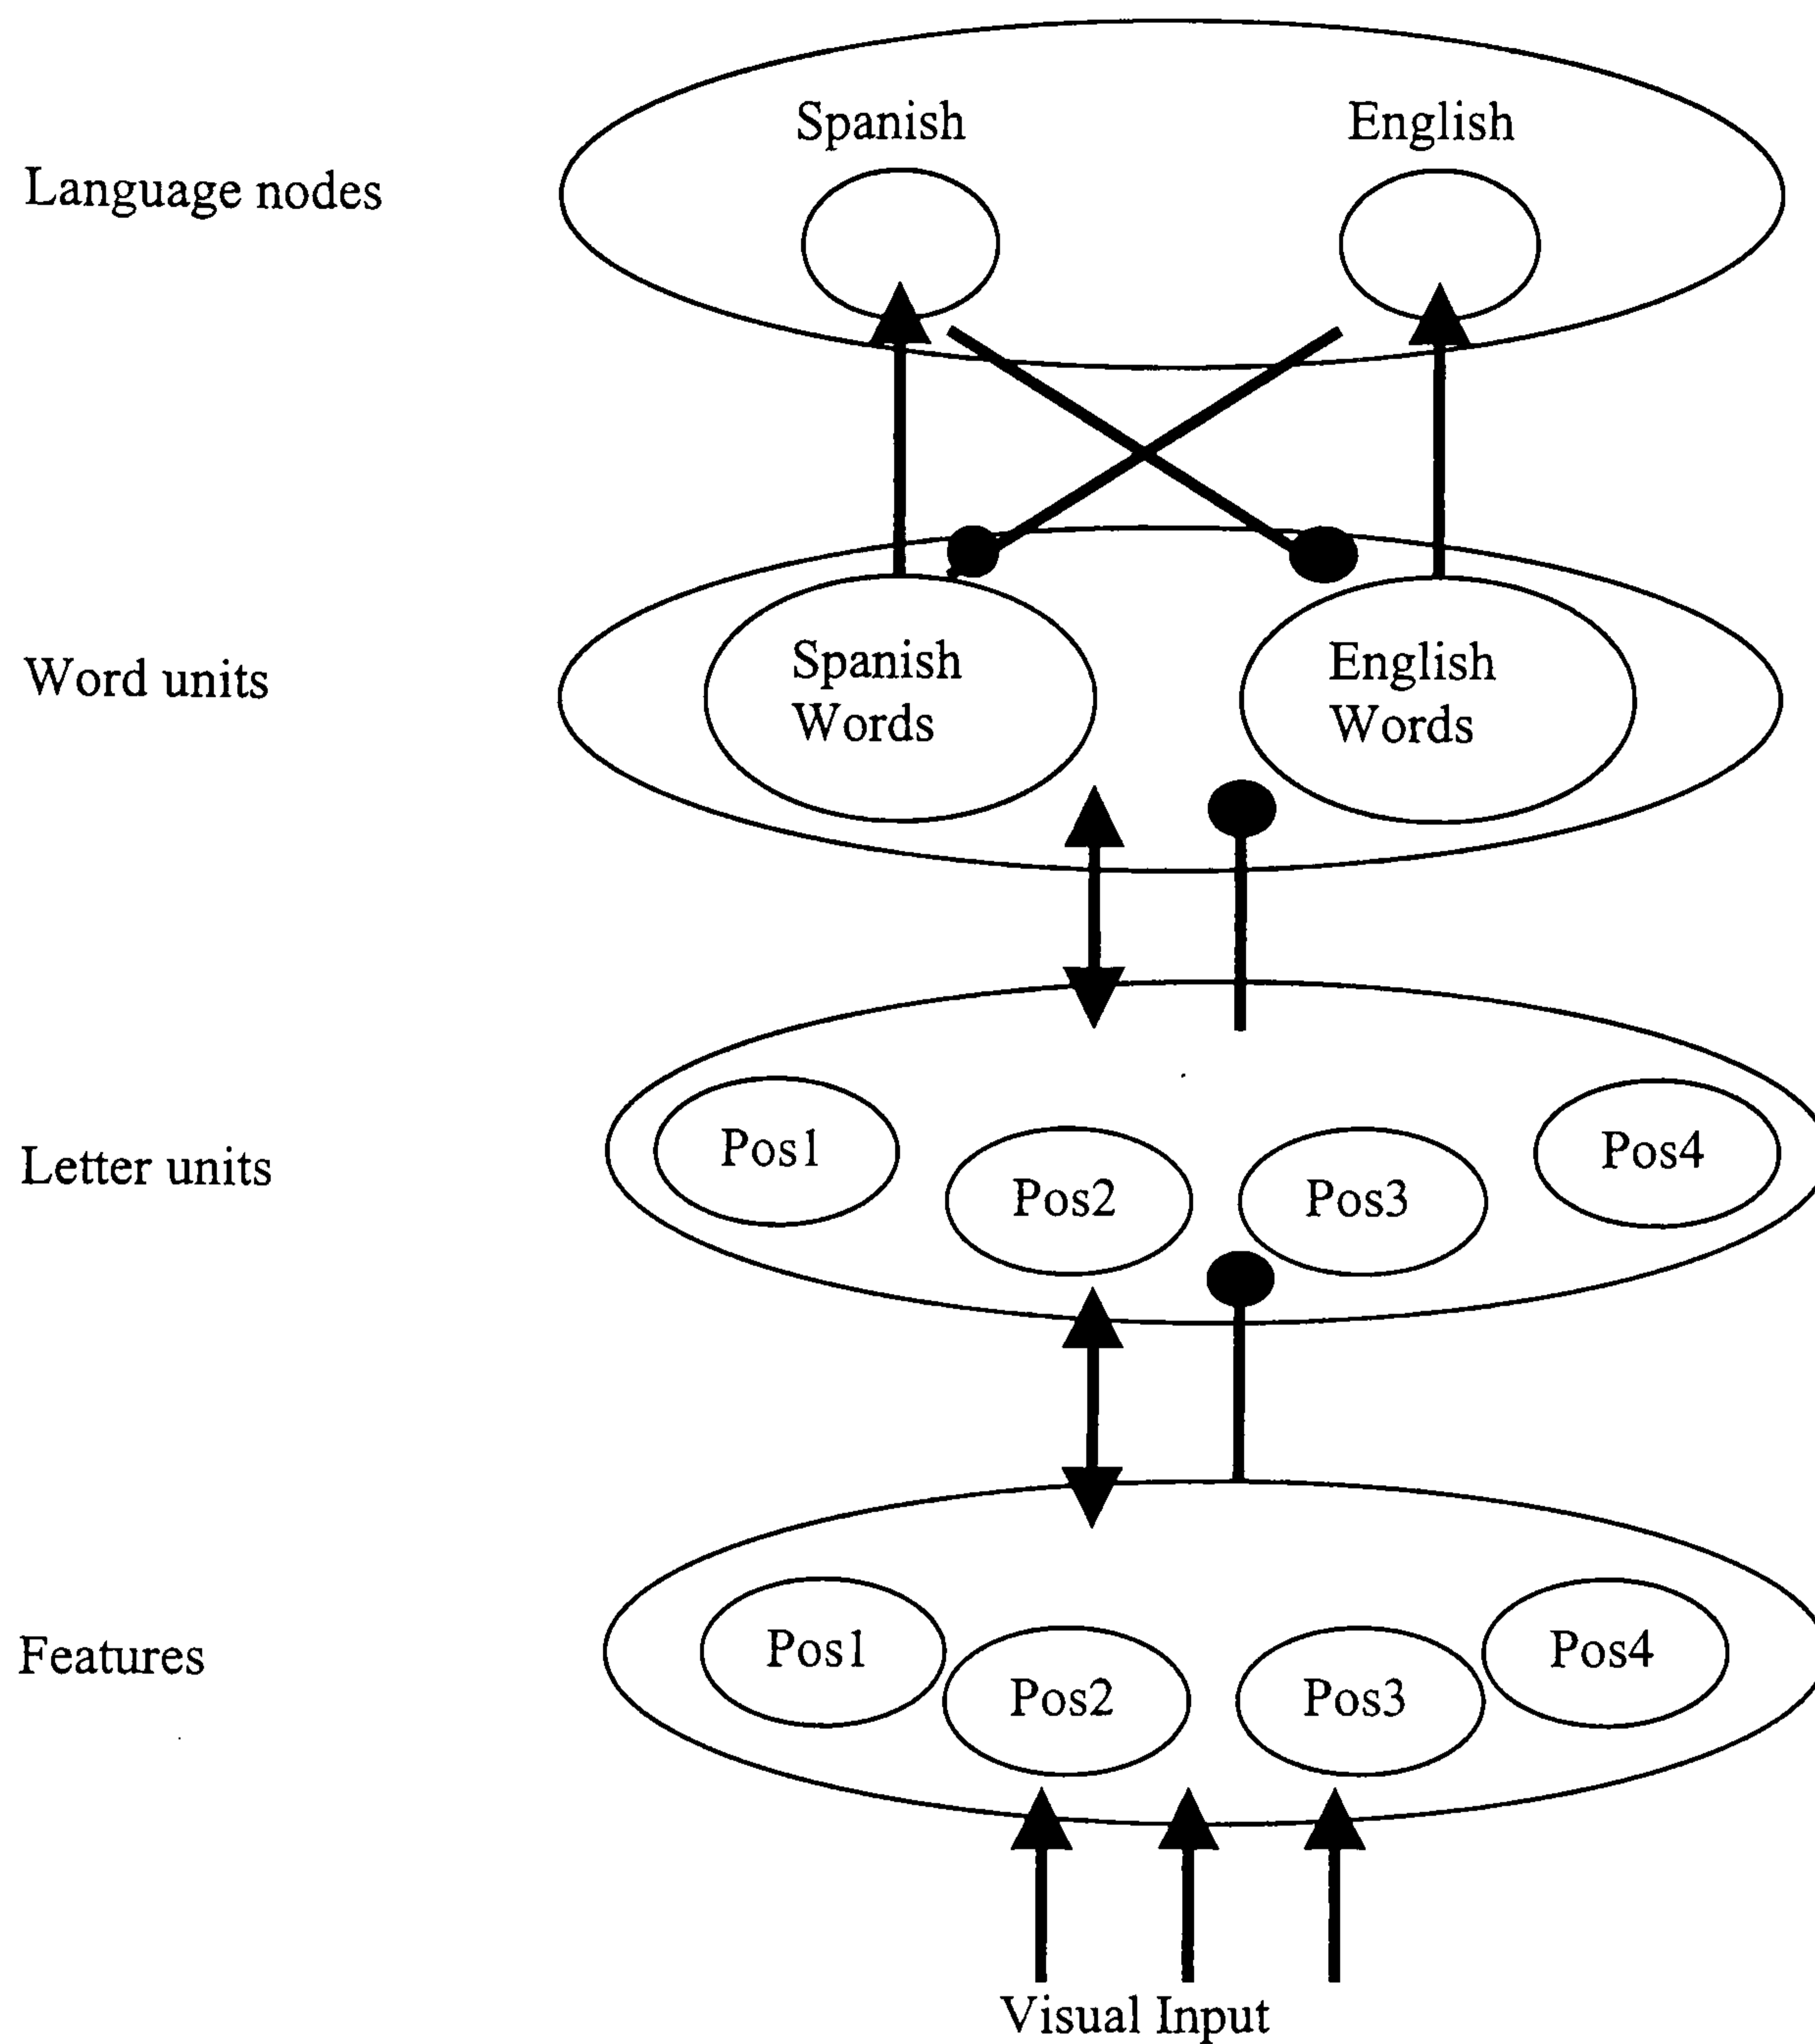 Spanish English
Language nodes
Word units
Spanish
Words
English
Words
Letter units
Pos1
Pos2
Pos3
Pos4
Features
Pos1
Pos2
Pos3
Pos4
Visual Input